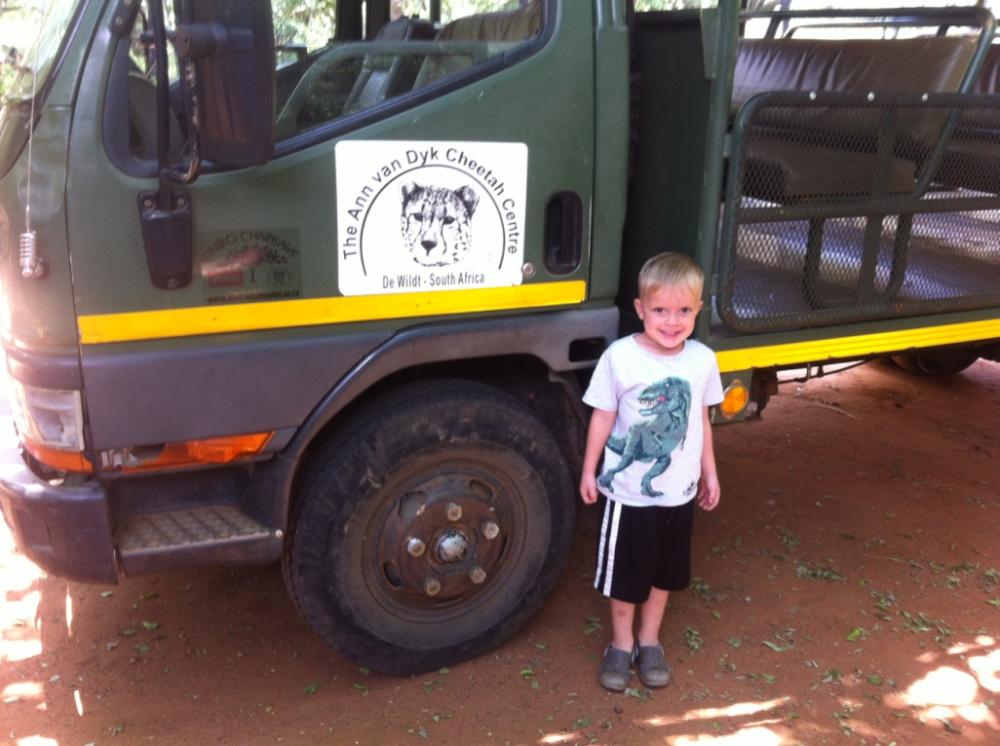 The Ann van Dyk Cheetah Centre
De Wildt - South Africa